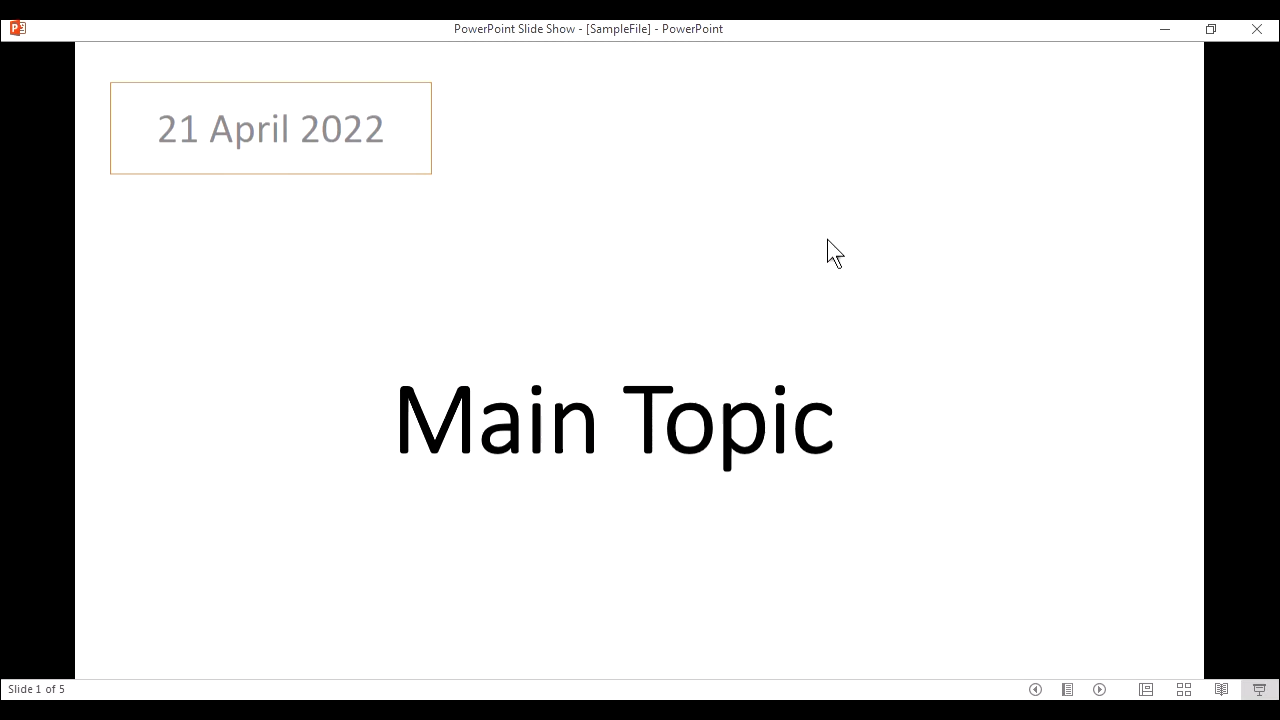 PowerPoint Slide Show - [SampleFile] - PowerPoint
21 April 2022
Main Topic
Slide 1 of 5